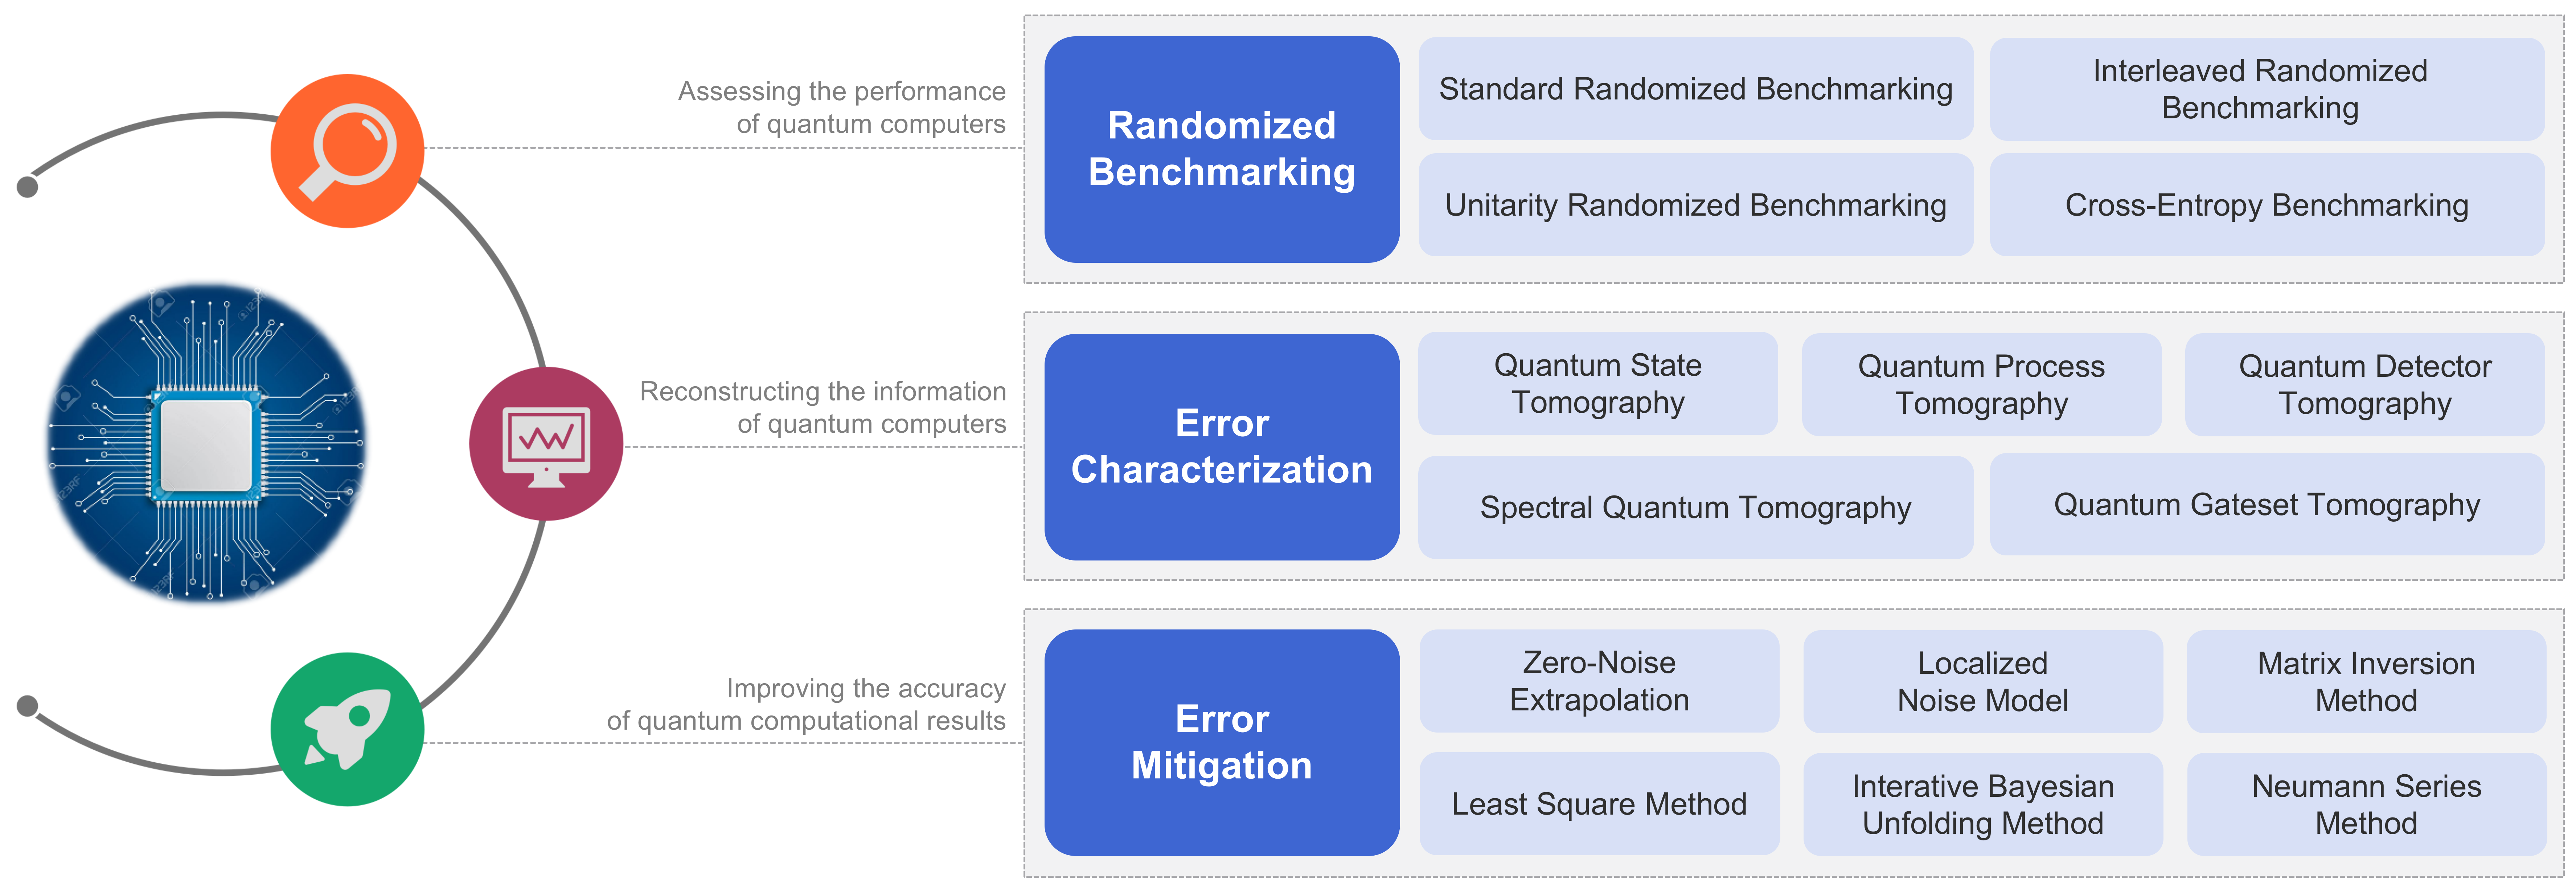 Assessing the performance
of quantum computers
Randomized
Benchmarking
Standard Randomized Benchmarking
Interleaved Randomized
Benchmarking
Unitarity Randomized Benchmarking
Cross-Entropy Benchmarking
Reconstructing the information
of quantum computers
Error
Characterization
Quantum State
Tomography
Quantum Process
Tomography
Quantum Detector
Tomography
Spectral Quantum Tomography
Quantum Gateset Tomography
Improving the accuracy
of quantum computational results
Error
Mitigation
Zero-Noise
Extrapolation
Localized
Noise Model
Matrix Inversion
Method
Least Square Method
Interative Bayesian
Unfolding Method
Neumann Series
Method